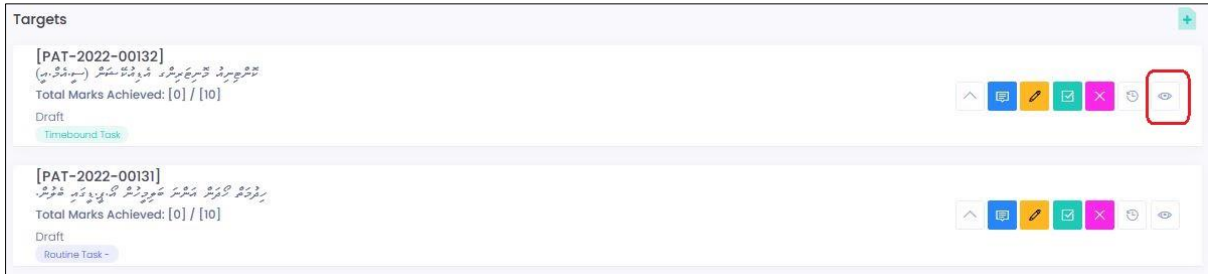 Targets
[PAT-2022-00132]
ކޮންޓިނިއު މޮނިޓަރިންގ އެޑިއުކޭޝަން (ސީ.އެމް.އީ)
Total Marks Achieved: [0] / [10]
Draft
Timebound Task
[PAT-2022-00131]
ޚިދުމަތް ހޯދަން އަންނަ ބަލިމީހުން އޯ.ޕީ.ޑީގައި ބެލުން.
Total Marks Achieved: [0] / [10]
Draft
Routine Task -